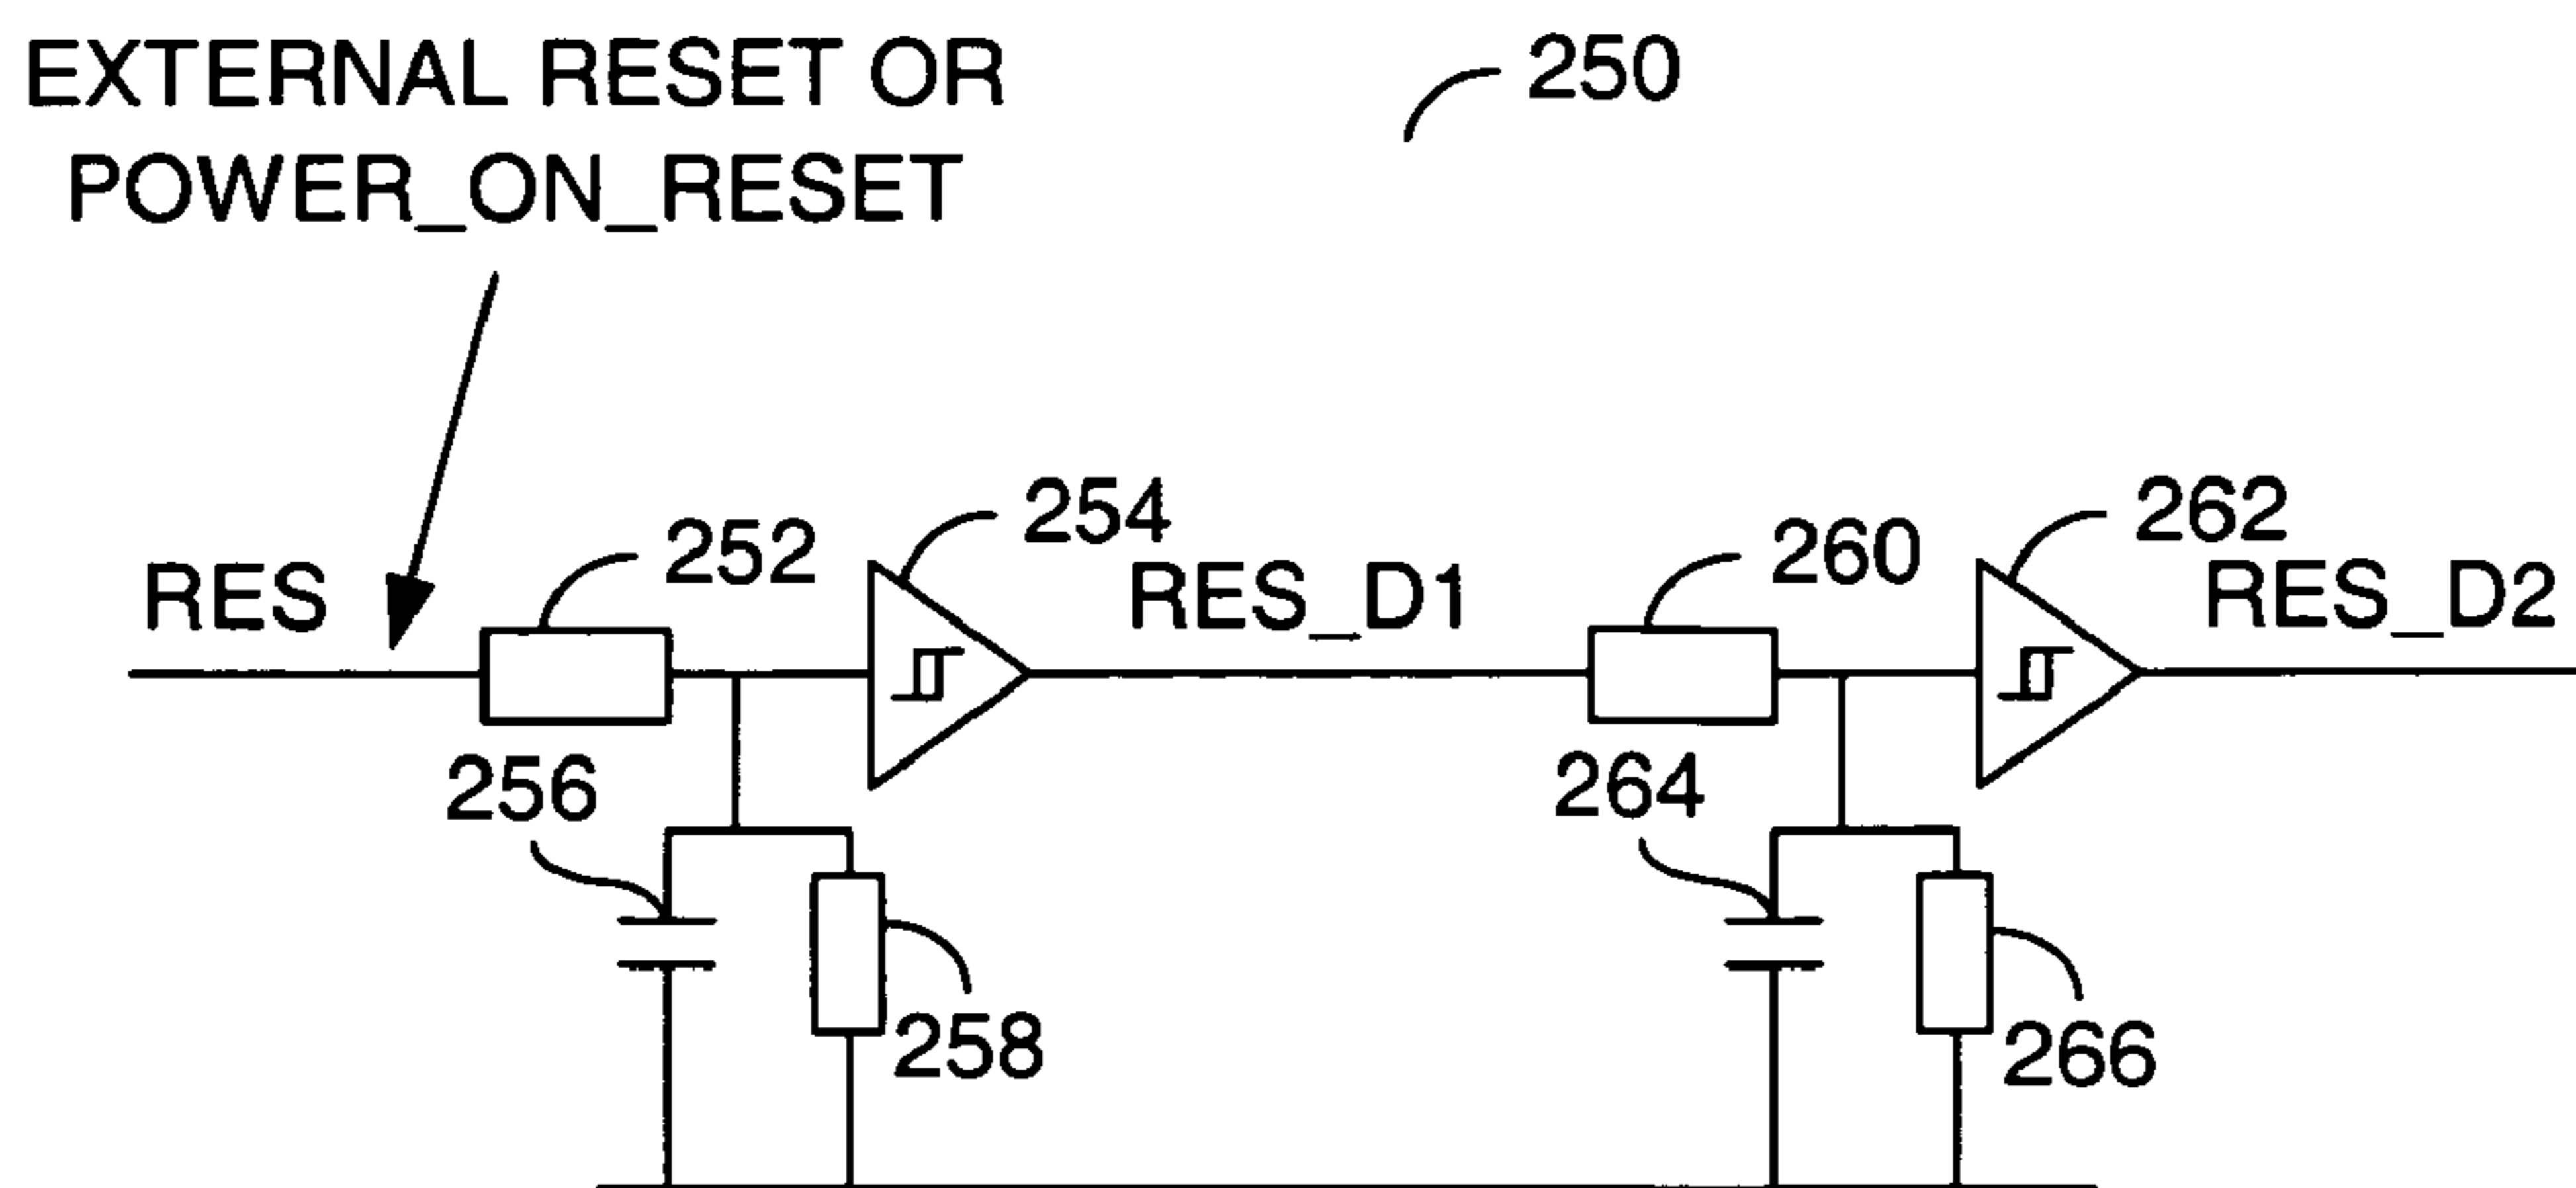 EXTERNAL RESET OR
POWER_ON_RESET
250
RES
252
254
RES_D1
260
262
RES_D2
256
258
264
266